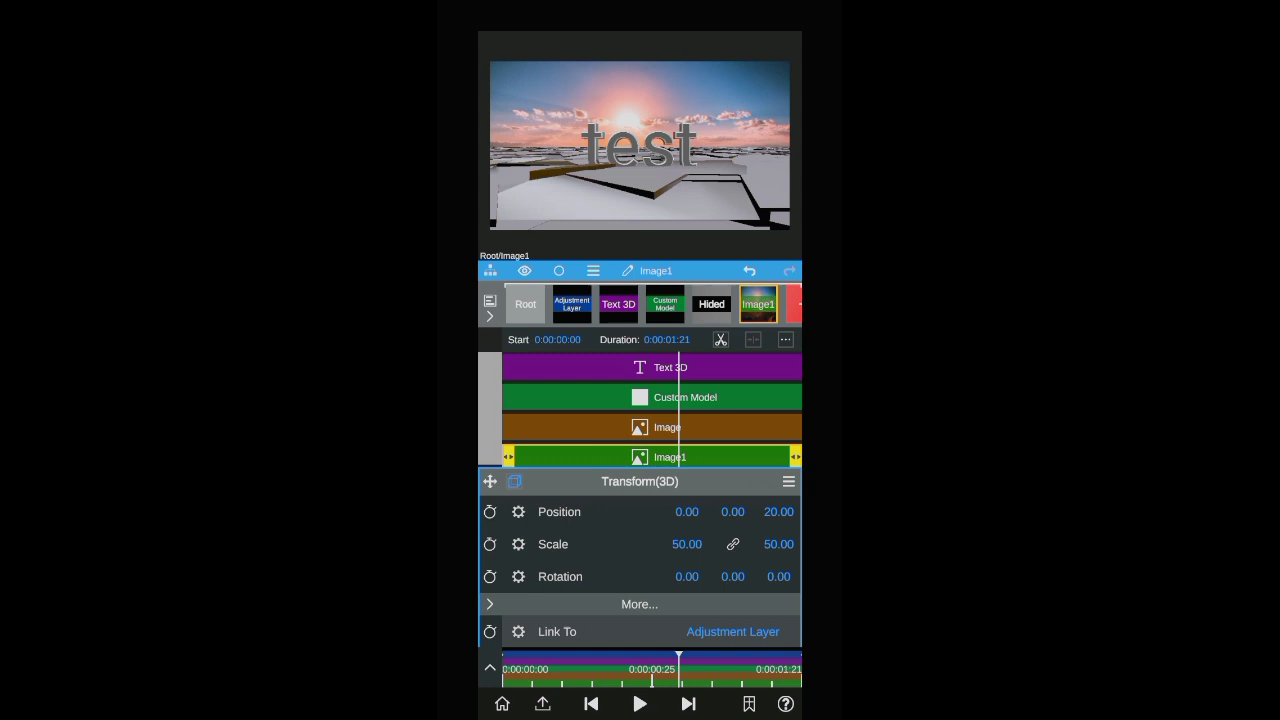 test
Root/Image1
Image1
Root
Adjustment
Layer
Text 3D
Custom
Model
Hided
Image1
Start 0:00:00:00 Duration: 0:00:01:21
Text 3D
Custom Model
Image
Image1
Transform(3D)
Position 0.00 0.00 20.00
Scale 50.00 50.00
Rotation 0.00 0.00 0.00
More...
Link To Adjustment Layer
0:00:00:00 0:00:00:25 0:00:01:21